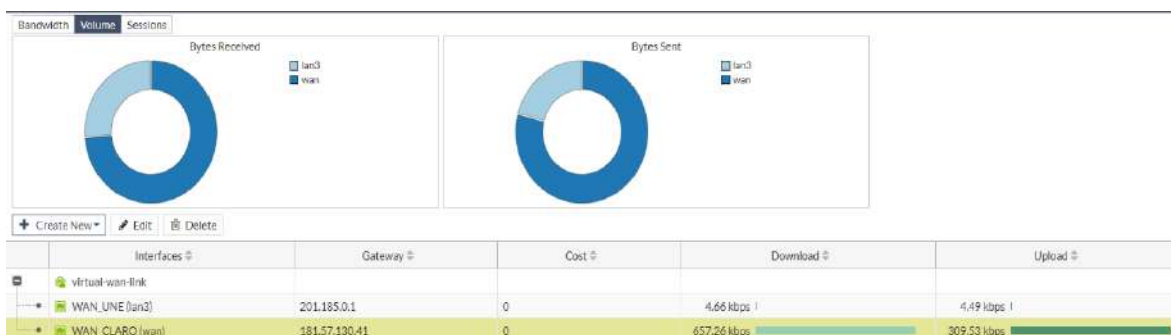 Bandwidth Volume Sessions
Bytes Received
lan3
wan
Bytes Sent
lan3
wan
+ Create New Edit Delete
Interfaces Gateway Cost Download Upload
virtual-wan-link
WAN_UNE (lan3) 201.185.0.1 0 4.66 kbps 4.49 kbps
WAN_CLARO (wan) 181.57.130.41 0 657.26 kbps 309.53 kbps